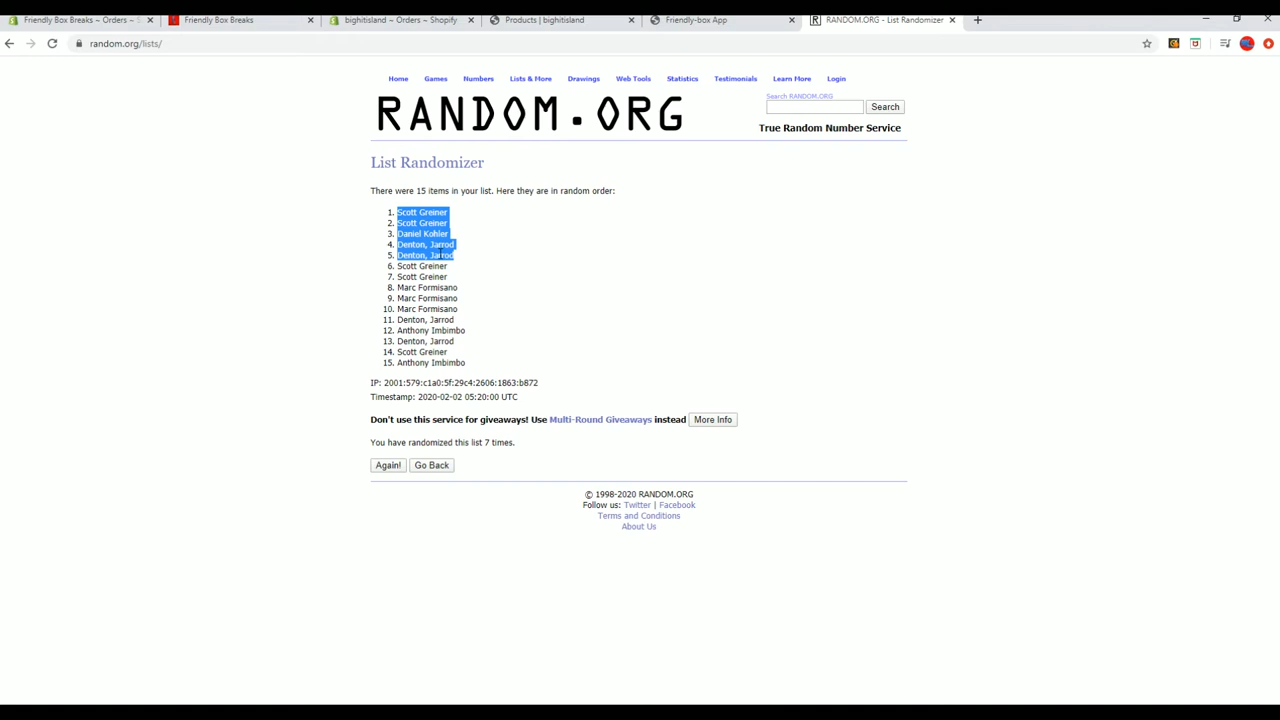 Friendly Box Breaks ~ Orders ~
Friendly Box Breaks
bighitisland ~ Orders ~ Shopify
Products | bighitisland
Friendly-box App
RANDOM.ORG - List Randomizer
random.org/lists/
Home Games Numbers Lists & More Drawings Web Tools Statistics Testimonials Learn More Login
RANDOM.ORG
Search RANDOM.ORG
Search
True Random Number Service
List Randomizer
There were 15 items in your list. Here they are in random order:
1. Scott Greiner
2. Scott Greiner
3. Daniel Kohler
4. Denton, Jarrod
5. Denton, Jarrod
6. Scott Greiner
7. Scott Greiner
8. Marc Formisano
9. Marc Formisano
10. Marc Formisano
11. Denton, Jarrod
12. Anthony Imbimbo
13. Denton, Jarrod
14. Scott Greiner
15. Anthony Imbimbo
IP: 2001:579:c1a0:5f:29c4:2606:1863:b872
Timestamp: 2020-02-02 05:20:00 UTC
Don't use this service for giveaways! Use Multi-Round Giveaways instead More Info
You have randomized this list 7 times.
Again! Go Back
© 1998-2020 RANDOM.ORG
Follow us: Twitter | Facebook
Terms and Conditions
About Us